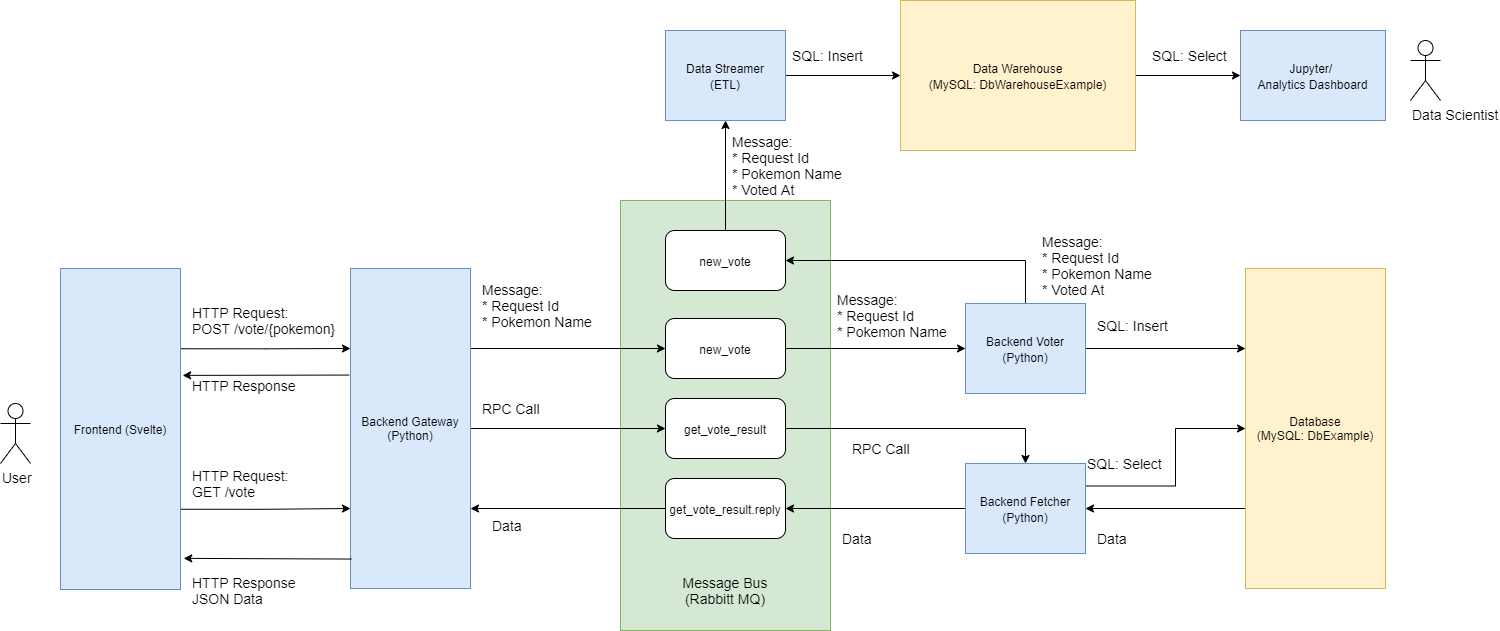 Data Streamer
(ETL)
SQL: Insert
Data Warehouse
(MySQL: DbWarehouseExample)
SQL: Select
Jupyter/
Analytics Dashboard
Data Scientist
Message:
* Request Id
* Pokemon Name
* Voted At
new_vote
Message:
* Request Id
* Pokemon Name
* Voted At
User
Frontend (Svelte)
HTTP Request:
POST /vote/{pokemon}
HTTP Response
HTTP Request:
GET /vote
HTTP Response
JSON Data
Backend Gateway
(Python)
Message:
* Request Id
* Pokemon Name
RPC Call
Data
new_vote
get_vote_result
get_vote_result.reply
Message Bus
(Rabbitt MQ)
Message:
* Request Id
* Pokemon Name
RPC Call
Data
Backend Voter
(Python)
Backend Fetcher
(Python)
SQL: Insert
SQL: Select
Data
Database
(MySQL: DbExample)